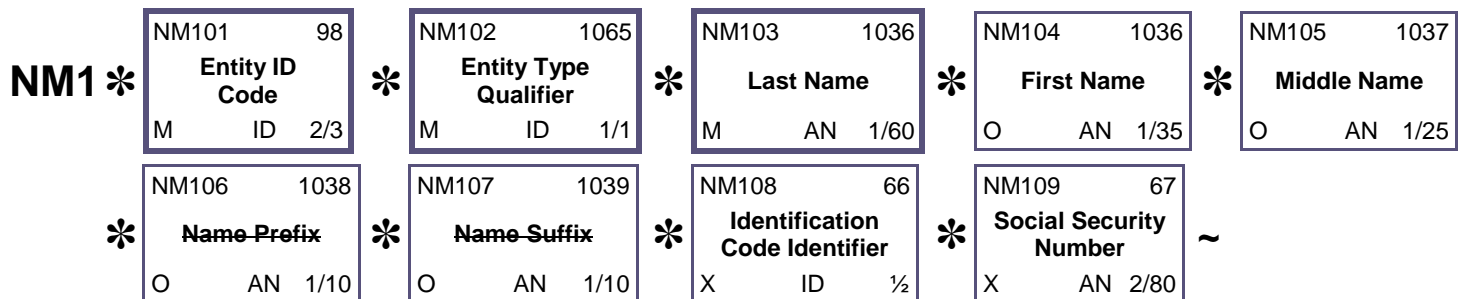 NM101 98 NM102 1065 NM103 1036 NM104 1036 NM105 1037
NM1 * Entity ID Code * Entity Type Qualifier * Last Name * First Name * Middle Name
M ID 2/3 M ID 1/1 M AN 1/60 O AN 1/35 O AN 1/25
NM106 1038 NM107 1039 NM108 66 NM109 67
* Name Prefix * Name Suffix * Identification Code Identifier * Social Security Number ~
O AN 1/10 O AN 1/10 X ID ½ X AN 2/80